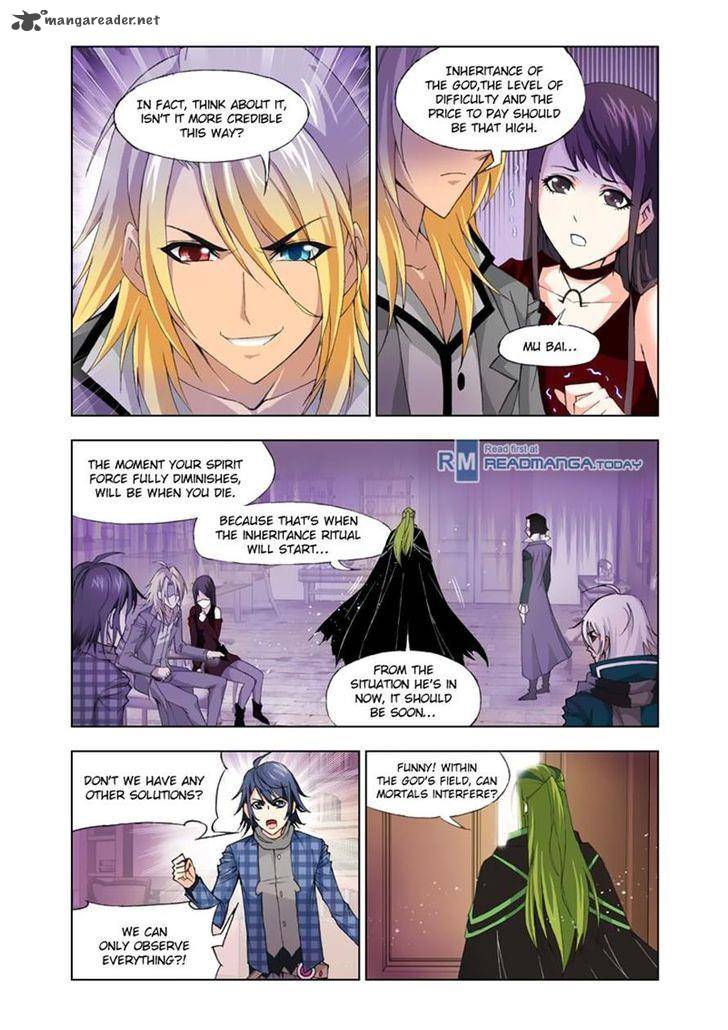 mangareader.net
IN FACT, THINK ABOUT IT,
ISN'T IT MORE CREDIBLE
THIS WAY?
INHERITANCE OF
THE GOD,THE LEVEL OF
DIFFICULTY AND THE
PRICE TO PAY SHOULD
BE THAT HIGH.
MU BAI...
THE MOMENT YOUR SPIRIT
FORCE FULLY DIMINISHES,
WILL BE WHEN YOU DIE.
BECAUSE THAT'S WHEN
THE INHERITANCE RITUAL
WILL START...
RM
Read first at
READMANGA.TODAY
FROM THE
SITUATION HE'S IN
NOW, IT SHOULD
BE SOON...
DON'T WE HAVE ANY
OTHER SOLUTIONS?
WE CAN
ONLY OBSERVE
EVERYTHING?!
FUNNY! WITHIN
THE GOD'S FIELD, CAN
MORTALS INTERFERE?